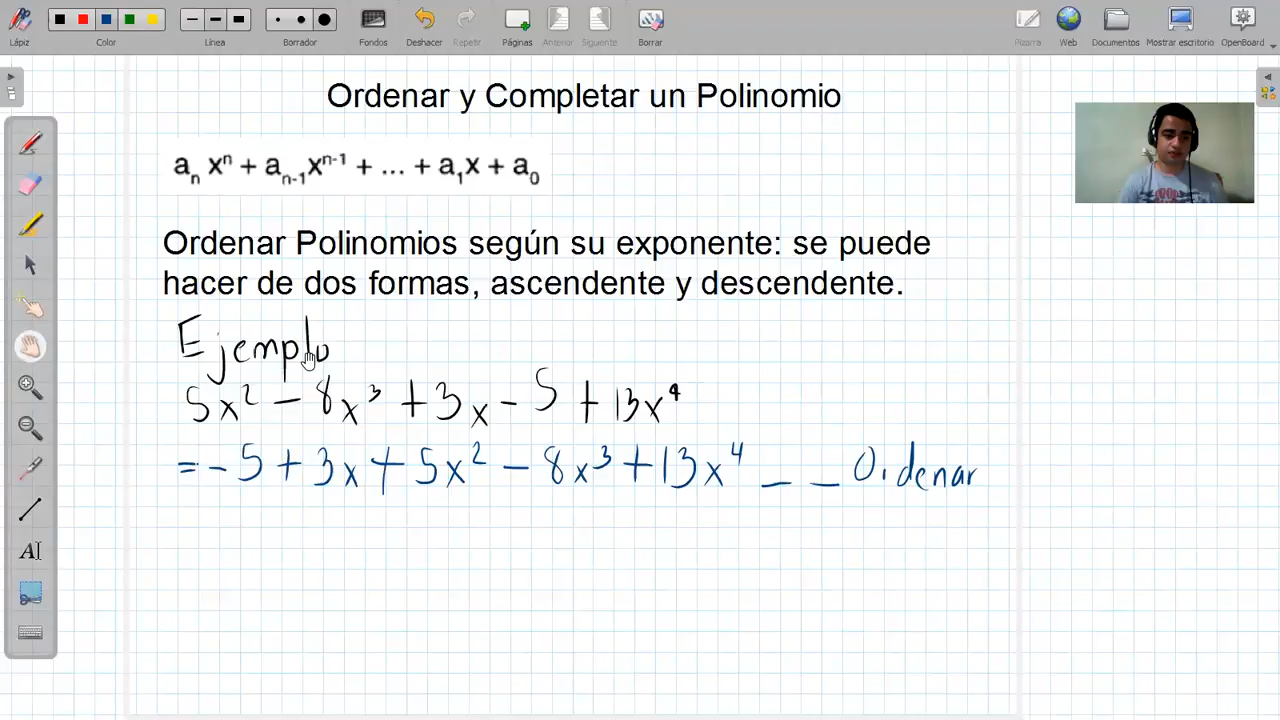 Lápiz Color Línea Borrador Fondos Deshacer Repetir Páginas Anterior Siguiente Borrar Pizarra Web Documentos Mostrar escritorio OpenBoard
Ordenar y Completar un Polinomio
aₙ xⁿ + aₙ₋₁xⁿ⁻¹ + ... + a₁x + a₀
Ordenar Polinomios según su exponente: se puede
hacer de dos formas, ascendente y descendente.
Ejemplo
5x² - 8x³ + 3x - 5 + 13x⁴
= - 5 + 3x + 5x² - 8x³ + 13x⁴ _ _ Ordenar